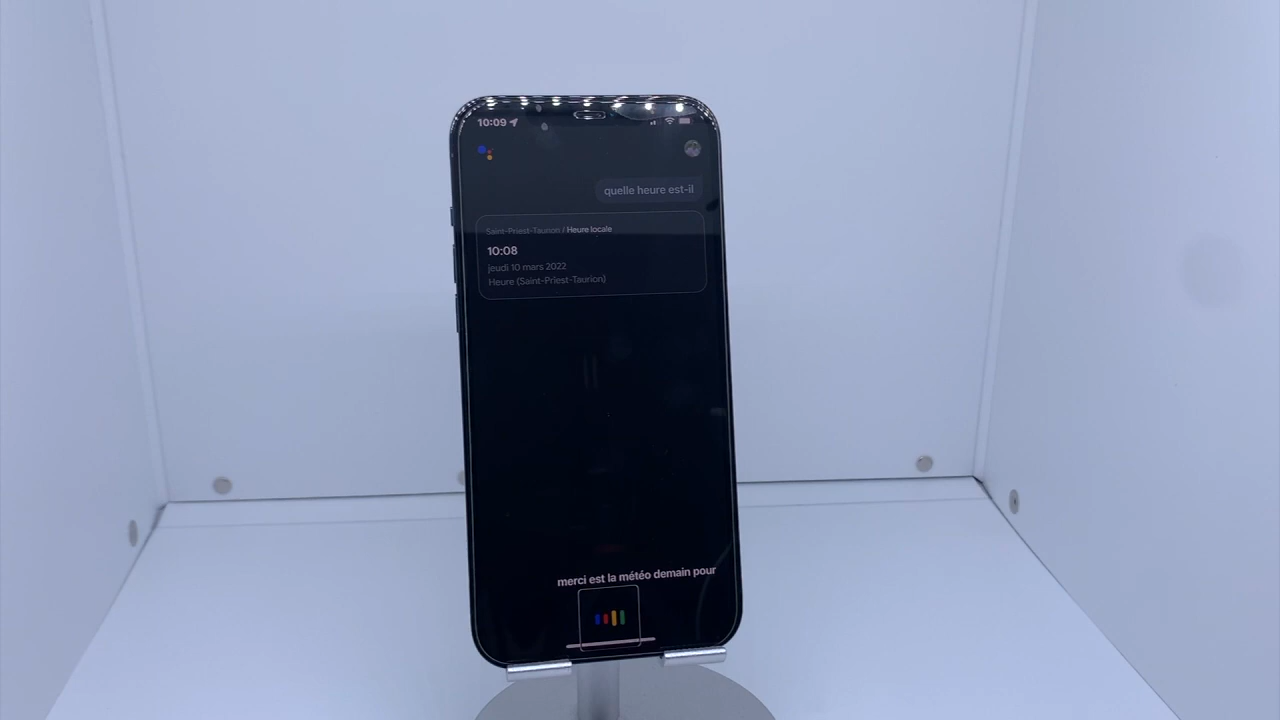 10:09
quelle heure est-il
Saint-Priest-Taurion / Heure locale
10:08
jeudi 10 mars 2022
Heure (Saint-Priest-Taurion)
merci est la météo demain pour